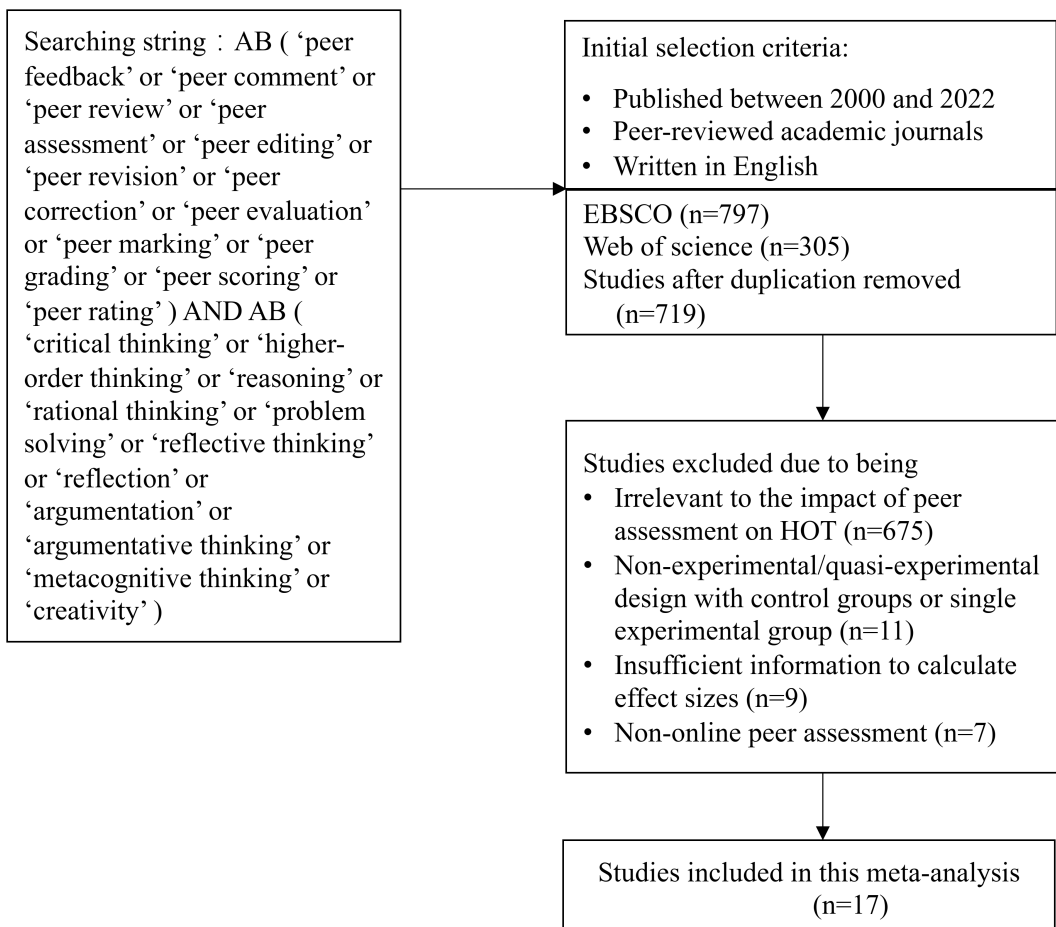 Searching string：AB ( ‘peer
feedback’ or ‘peer comment’ or
‘peer review’ or ‘peer
assessment’ or ‘peer editing’ or
‘peer revision’ or ‘peer
correction’ or ‘peer evaluation’
or ‘peer marking’ or ‘peer
grading’ or ‘peer scoring’ or
‘peer rating’ ) AND AB (
‘critical thinking’ or ‘higher-
order thinking’ or ‘reasoning’ or
‘rational thinking’ or ‘problem
solving’ or ‘reflective thinking’
or ‘reflection’ or
‘argumentation’ or
‘argumentative thinking’ or
‘metacognitive thinking’ or
‘creativity’ )
Initial selection criteria:
• Published between 2000 and 2022
• Peer-reviewed academic journals
• Written in English
EBSCO (n=797)
Web of science (n=305)
Studies after duplication removed
(n=719)
Studies excluded due to being
• Irrelevant to the impact of peer
assessment on HOT (n=675)
• Non-experimental/quasi-experimental
design with control groups or single
experimental group (n=11)
• Insufficient information to calculate
effect sizes (n=9)
• Non-online peer assessment (n=7)
Studies included in this meta-analysis
(n=17)